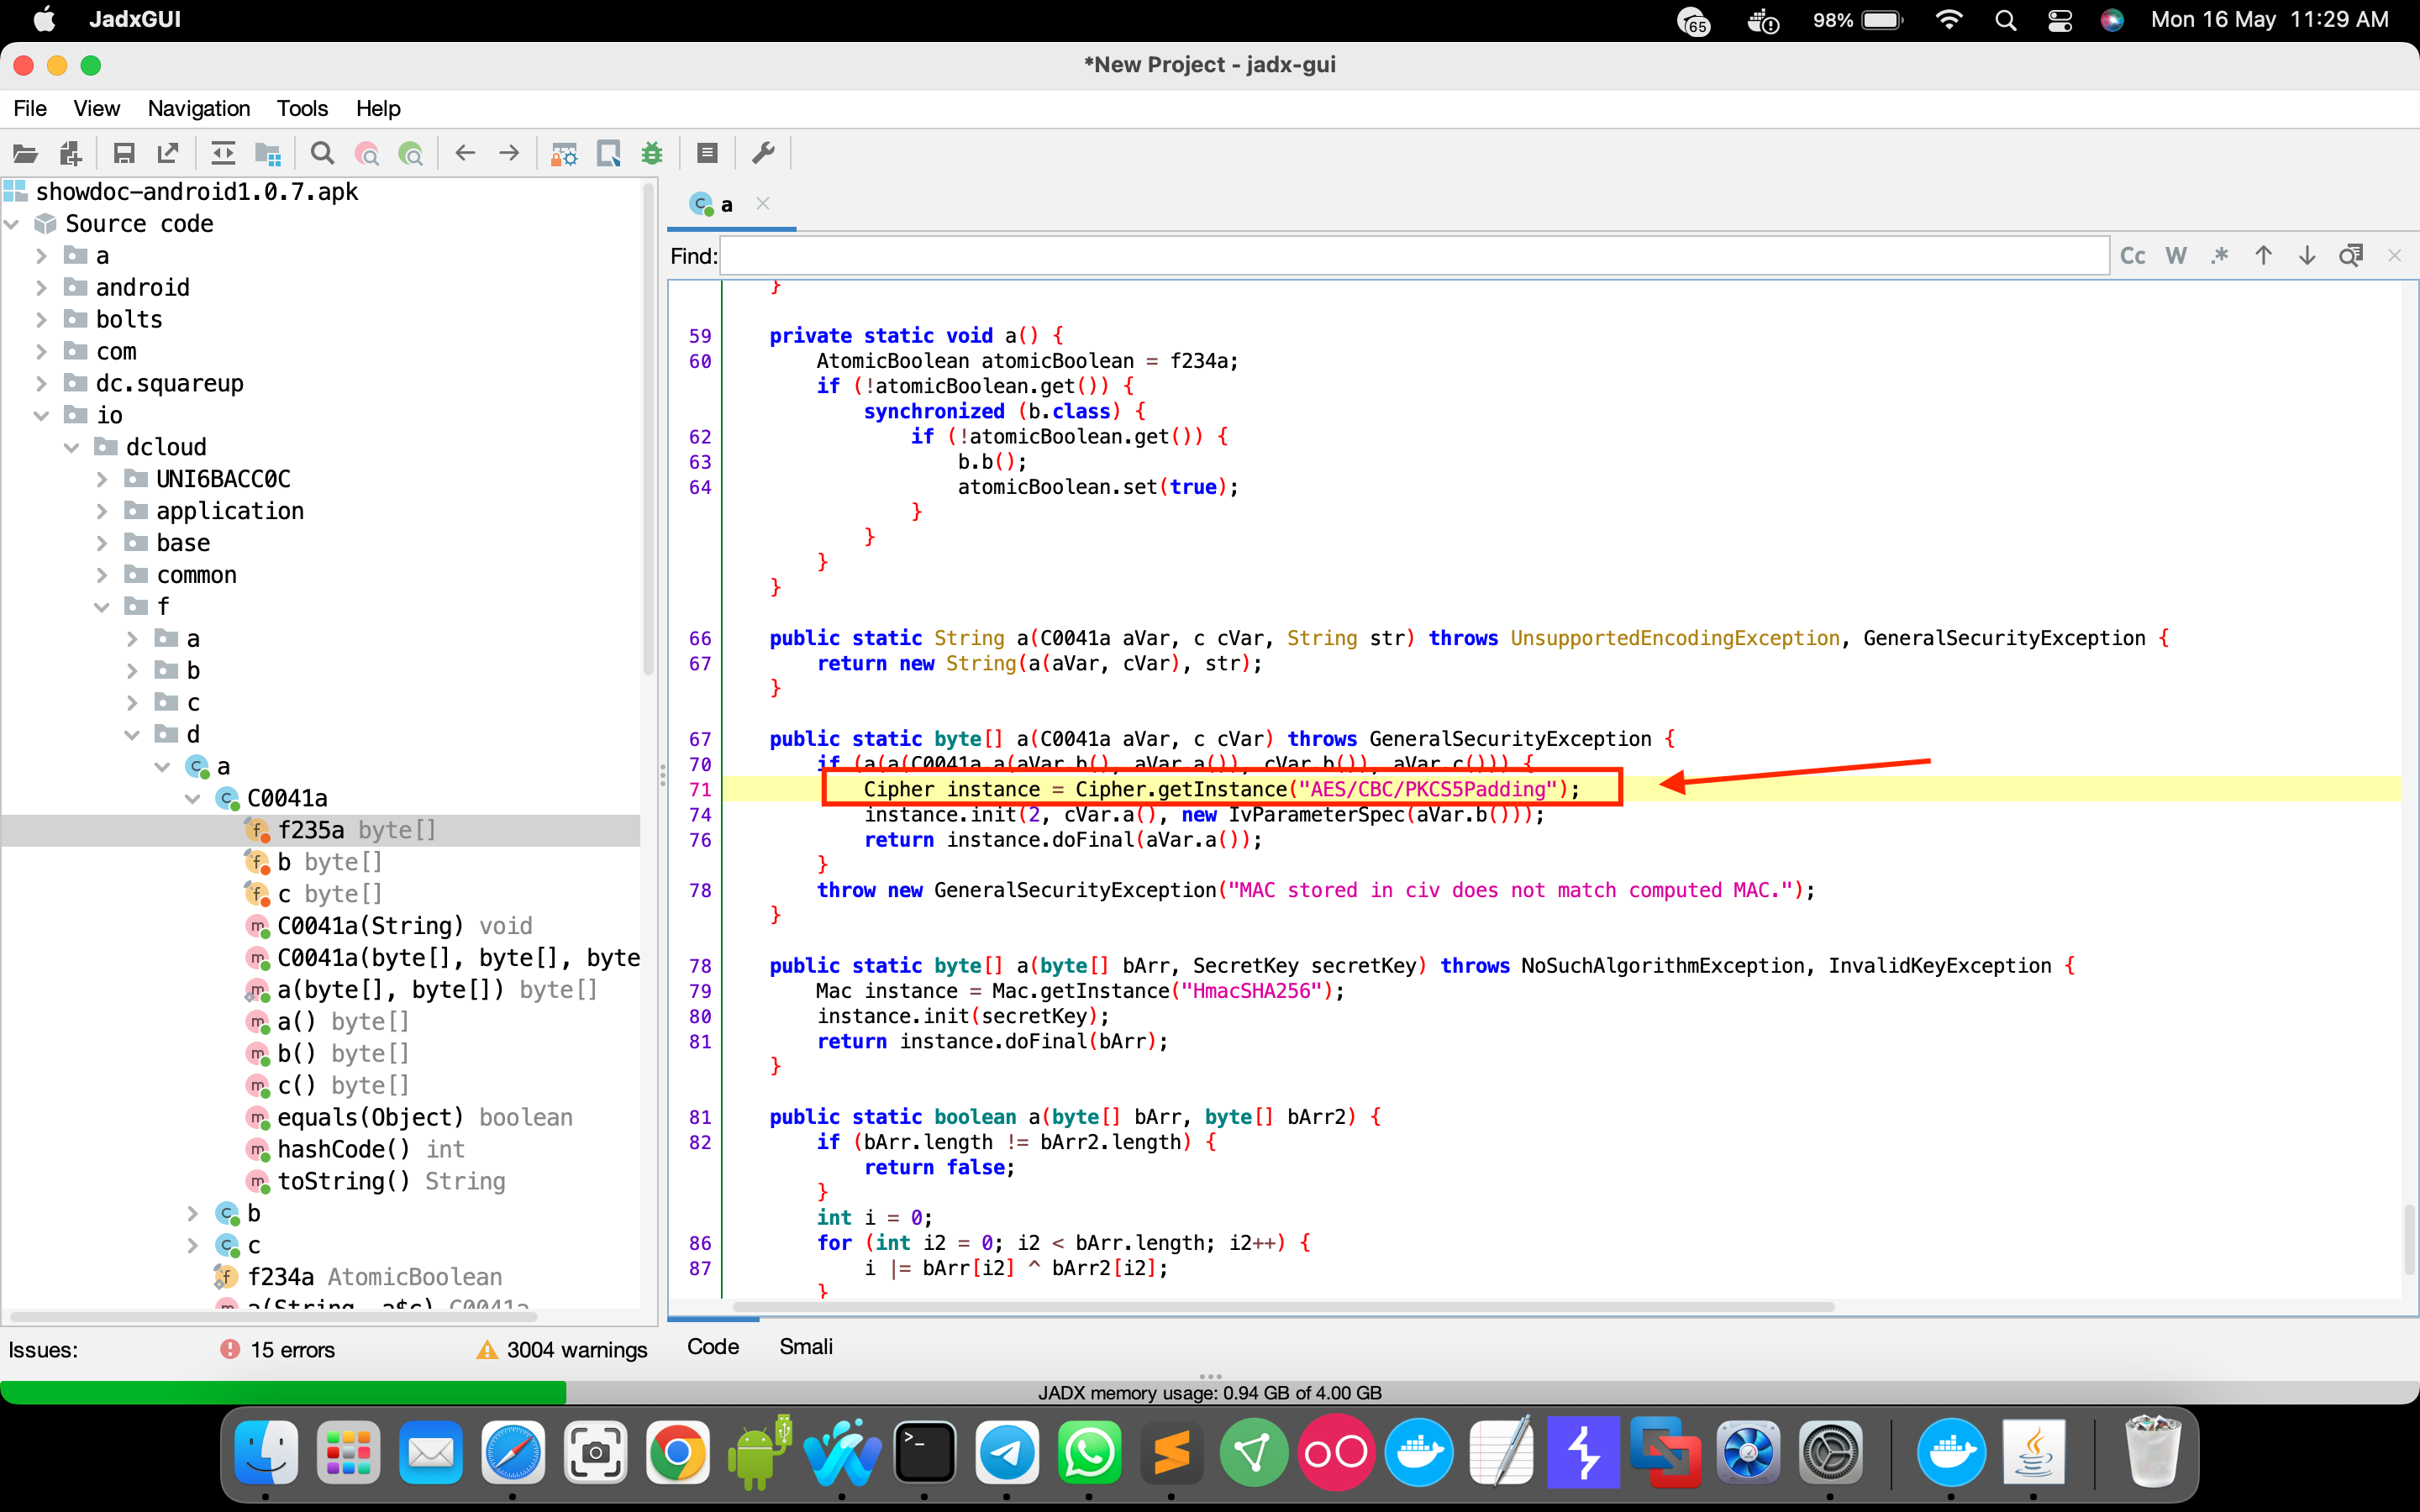 JadxGUI
65
98%
Mon 16 May 11:29 AM
*New Project - jadx-gui
File View Navigation Tools Help
showdoc-android1.0.7.apk
Source code
a
android
bolts
com
dc.squareup
io
dcloud
UNI6BACC0C
application
base
common
f
a
b
c
d
a
C0041a
f235a byte[]
b byte[]
c byte[]
C0041a(String) void
C0041a(byte[], byte[], byte
a(byte[], byte[]) byte[]
a() byte[]
b() byte[]
c() byte[]
equals(Object) boolean
hashCode() int
toString() String
b
c
f234a AtomicBoolean
a(String, a$c) C0041a
Issues: 15 errors 3004 warnings
a
Find: Cc W .*
}
59 private static void a() {
60 AtomicBoolean atomicBoolean = f234a;
if (!atomicBoolean.get()) {
synchronized (b.class) {
62 if (!atomicBoolean.get()) {
63 b.b();
64 atomicBoolean.set(true);
}
}
}
}
66 public static String a(C0041a aVar, c cVar, String str) throws UnsupportedEncodingException, GeneralSecurityException {
67 return new String(a(aVar, cVar), str);
}
67 public static byte[] a(C0041a aVar, c cVar) throws GeneralSecurityException {
70 if (a(a(C0041a.a(aVar.b(), aVar.a()), cVar.b()), aVar.c())) {
71 Cipher instance = Cipher.getInstance("AES/CBC/PKCS5Padding");
74 instance.init(2, cVar.a(), new IvParameterSpec(aVar.b()));
76 return instance.doFinal(aVar.a());
}
78 throw new GeneralSecurityException("MAC stored in civ does not match computed MAC.");
}
78 public static byte[] a(byte[] bArr, SecretKey secretKey) throws NoSuchAlgorithmException, InvalidKeyException {
79 Mac instance = Mac.getInstance("HmacSHA256");
80 instance.init(secretKey);
81 return instance.doFinal(bArr);
}
81 public static boolean a(byte[] bArr, byte[] bArr2) {
82 if (bArr.length != bArr2.length) {
return false;
}
int i = 0;
86 for (int i2 = 0; i2 < bArr.length; i2++) {
87 i |= bArr[i2] ^ bArr2[i2];
}
Code Smali
JADX memory usage: 0.94 GB of 4.00 GB